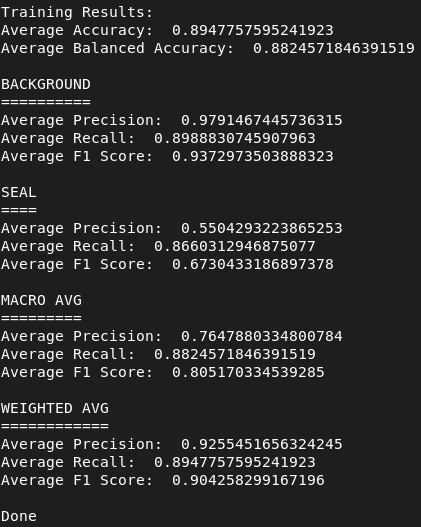 Training Results:
Average Accuracy:  0.8947757595241923
Average Balanced Accuracy:  0.8824571846391519
BACKGROUND
==========
Average Precision:  0.9791467445736315
Average Recall:  0.8988830745907963
Average F1 Score:  0.9372973503888323
SEAL
====
Average Precision:  0.5504293223865253
Average Recall:  0.8660312946875077
Average F1 Score:  0.6730433186897378
MACRO AVG
=========
Average Precision:  0.7647880334800784
Average Recall:  0.8824571846391519
Average F1 Score:  0.805170334539285
WEIGHTED AVG
============
Average Precision:  0.9255451656324245
Average Recall:  0.8947757595241923
Average F1 Score:  0.904258299167196
Done